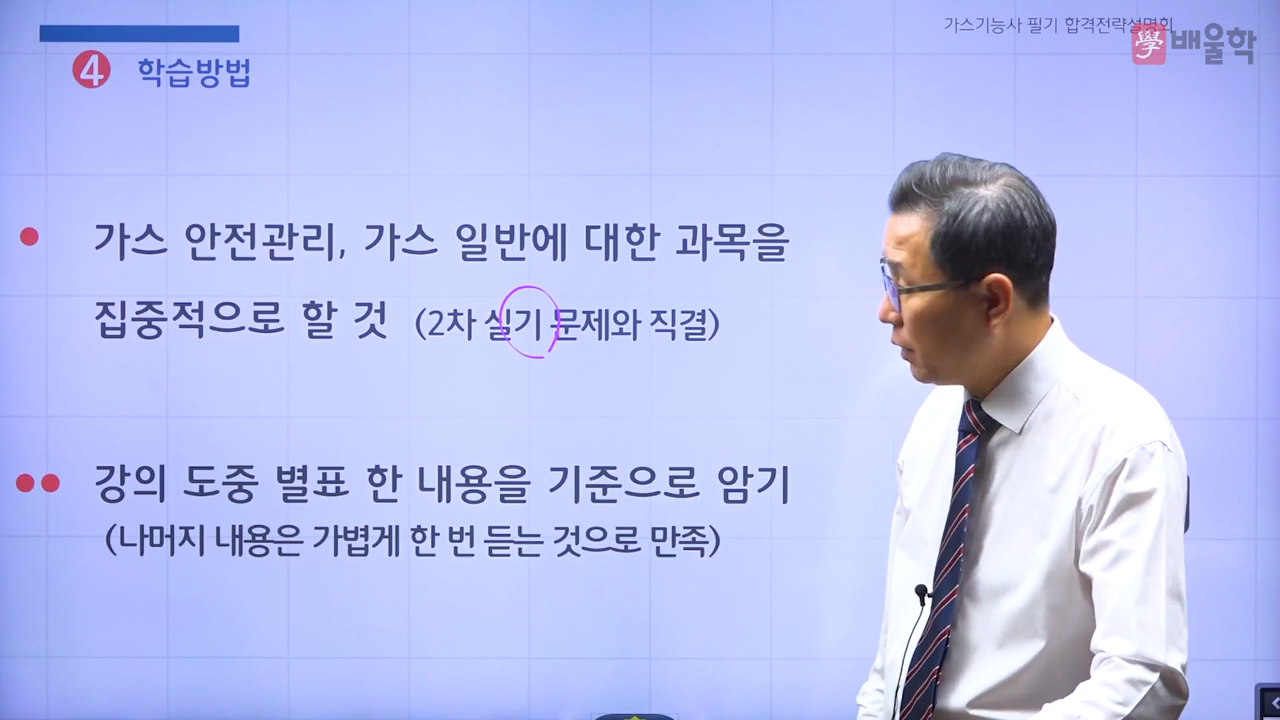 가스기능사 필기 합격전략설명회
學 배울학
4 학습방법
가스 안전관리, 가스 일반에 대한 과목을
집중적으로 할 것 (2차 실기 문제와 직결)
강의 도중 별표 한 내용을 기준으로 암기
(나머지 내용은 가볍게 한 번 듣는 것으로 만족)